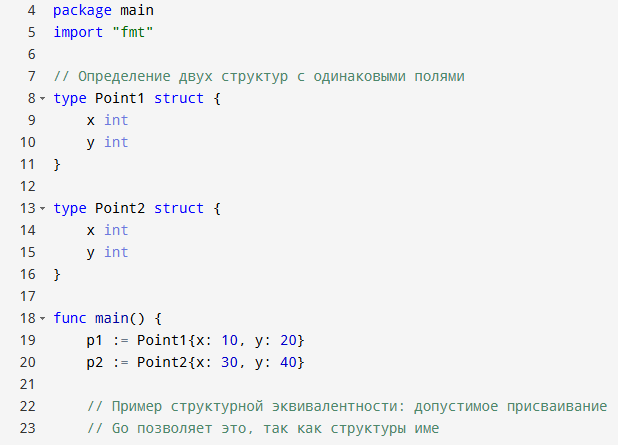 4 package main
5 import "fmt"
6
7 // Определение двух структур с одинаковыми полями
8 type Point1 struct {
9 x int
10 y int
11 }
12
13 type Point2 struct {
14 x int
15 y int
16 }
17
18 func main() {
19 p1 := Point1{x: 10, y: 20}
20 p2 := Point2{x: 30, y: 40}
21
22 // Пример структурной эквивалентности: допустимое присваивание
23 // Go позволяет это, так как структуры име